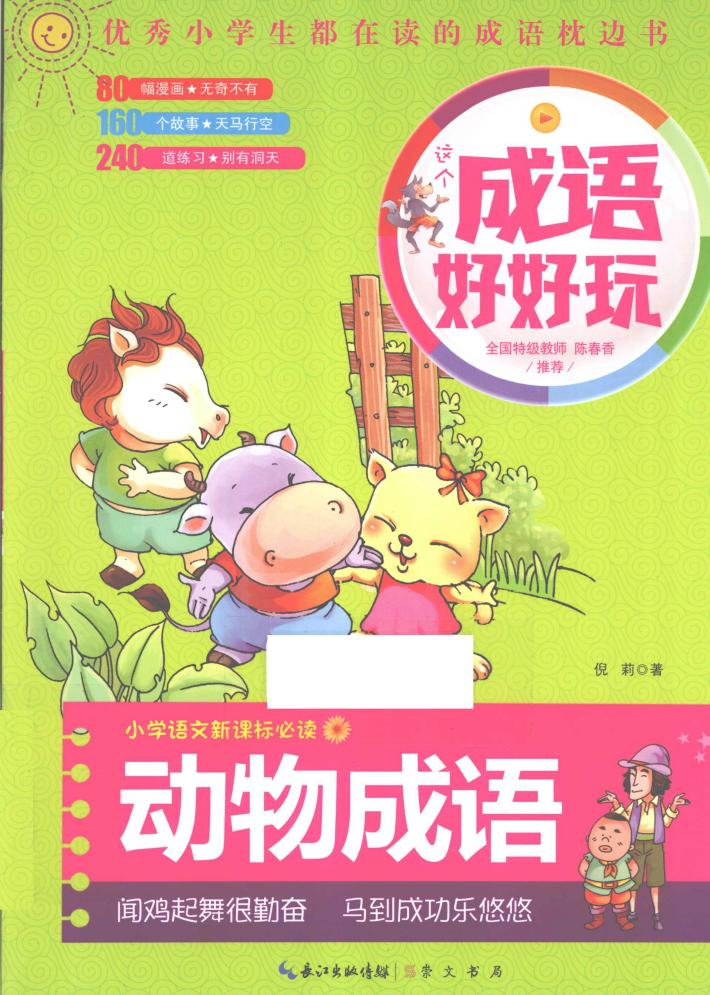 优秀小学生都在读的成语枕边书
80幅漫画★无奇不有
160个故事★天马行空
240道练习★别有洞天
这个
成语
好好玩
全国特级教师 陈春香
/推荐/
倪 莉◎著
小学语文新课标必读
动物成语
闻鸡起舞很勤奋 马到成功乐悠悠
长江出版传媒 崇文书局